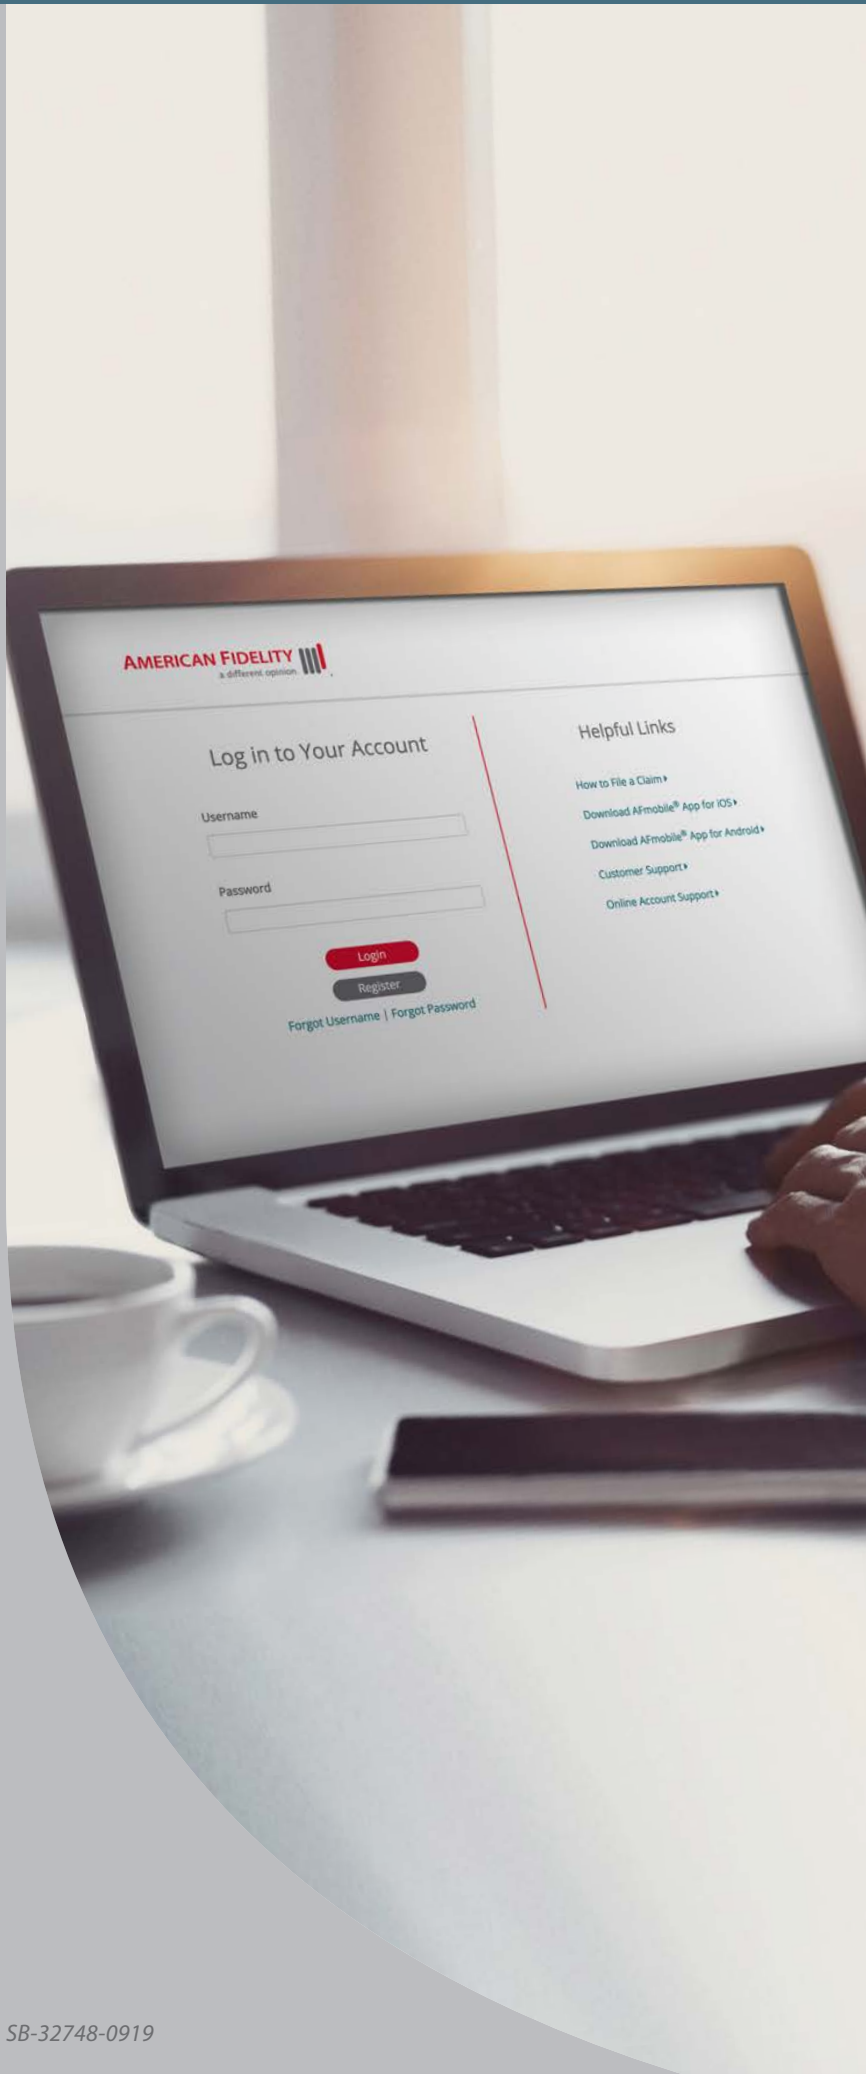 AMERICAN FIDELITY
a different opinion
Log in to Your Account
Username
Password
Login
Register
Forgot Username | Forgot Password
Helpful Links
How to File a Claim
Download AFmobile® App for iOS
Download AFmobile® App for Android
Customer Support
Online Account Support
SB-32748-0919